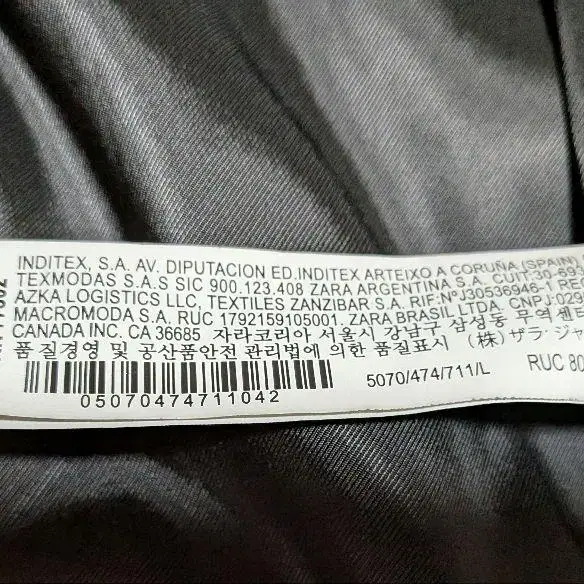 INDITEX, S.A. AV. DIPUTACION ED.INDITEX ARTEIXO A CORUÑA (SPAIN)
TEXMODAS S.A.S SIC 900.123.408 ZARA ARGENTINA S.A. CUIT:30-69
AZKA LOGISTICS LLC, TEXTILES ZANZIBAR S.A. RIF:NºJ30536946-1 REC
MACROMODA S.A. RUC 1792159105001. ZARA BRASIL LTDA, CNPJ:02
CANADA INC. CA 36685 자라코리아 서울시 강남구 삼성동 무역센
품질경영 및 공산품안전 관리법에 의한 품질표시 (株) ザラ・ジャ
05070474711042
5070/474/711/L
RUC 80